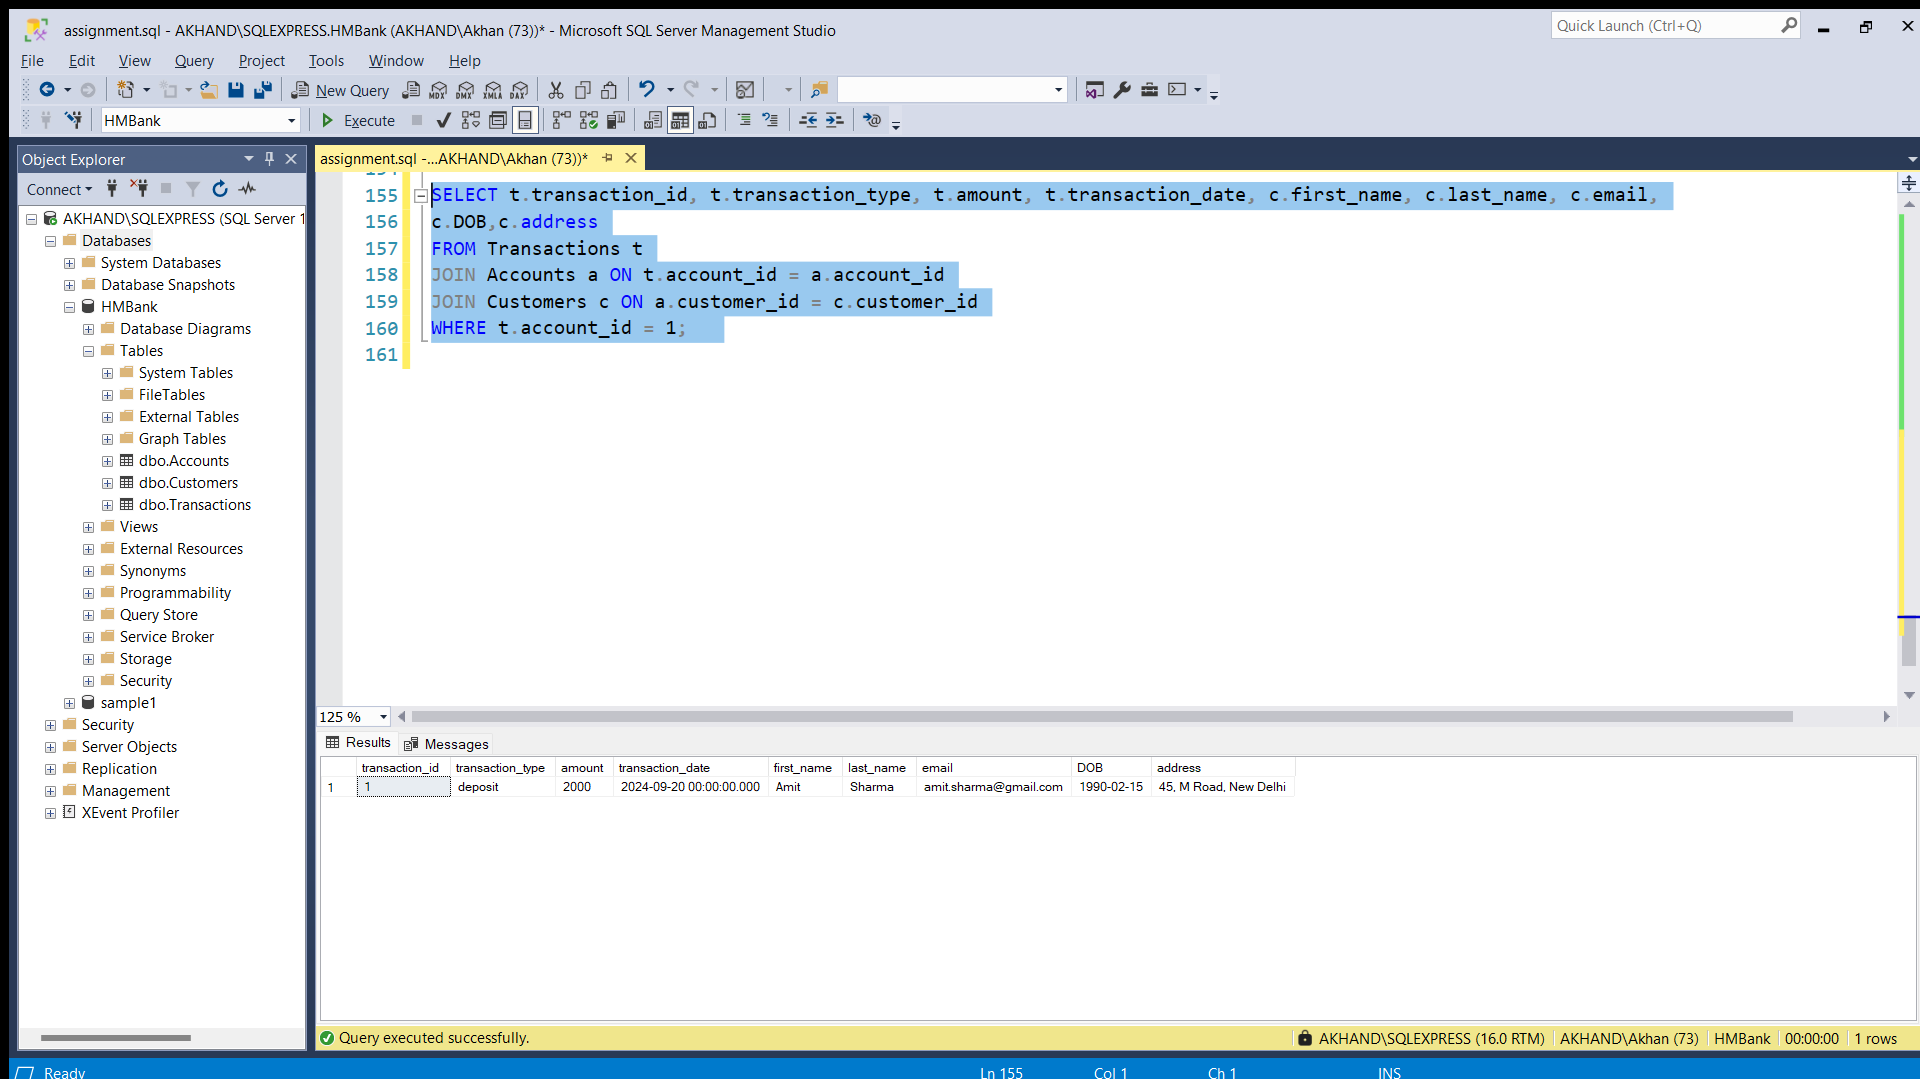 assignment.sql - AKHAND\SQLEXPRESS.HMBank (AKHAND\Akhan (73))* - Microsoft SQL Server Management Studio
Quick Launch (Ctrl+Q)
File Edit View Query Project Tools Window Help
New Query MDX DMX XMLA DAX
HMBank Execute
Object Explorer
assignment.sql -...AKHAND\Akhan (73))*
Connect
AKHAND\SQLEXPRESS (SQL Server 1
Databases
System Databases
Database Snapshots
HMBank
Database Diagrams
Tables
System Tables
FileTables
External Tables
Graph Tables
dbo.Accounts
dbo.Customers
dbo.Transactions
Views
External Resources
Synonyms
Programmability
Query Store
Service Broker
Storage
Security
sample1
Security
Server Objects
Replication
Management
XEvent Profiler
155 SELECT t.transaction_id, t.transaction_type, t.amount, t.transaction_date, c.first_name, c.last_name, c.email,
156 c.DOB,c.address
157 FROM Transactions t
158 JOIN Accounts a ON t.account_id = a.account_id
159 JOIN Customers c ON a.customer_id = c.customer_id
160 WHERE t.account_id = 1;
161
125 %
Results Messages
transaction_id transaction_type amount transaction_date first_name last_name email DOB address
1 1 deposit 2000 2024-09-20 00:00:00.000 Amit Sharma amit.sharma@gmail.com 1990-02-15 45, M Road, New Delhi
Query executed successfully. AKHAND\SQLEXPRESS (16.0 RTM) AKHAND\Akhan (73) HMBank 00:00:00 1 rows
Ready Ln 155 Col 1 Ch 1 INS